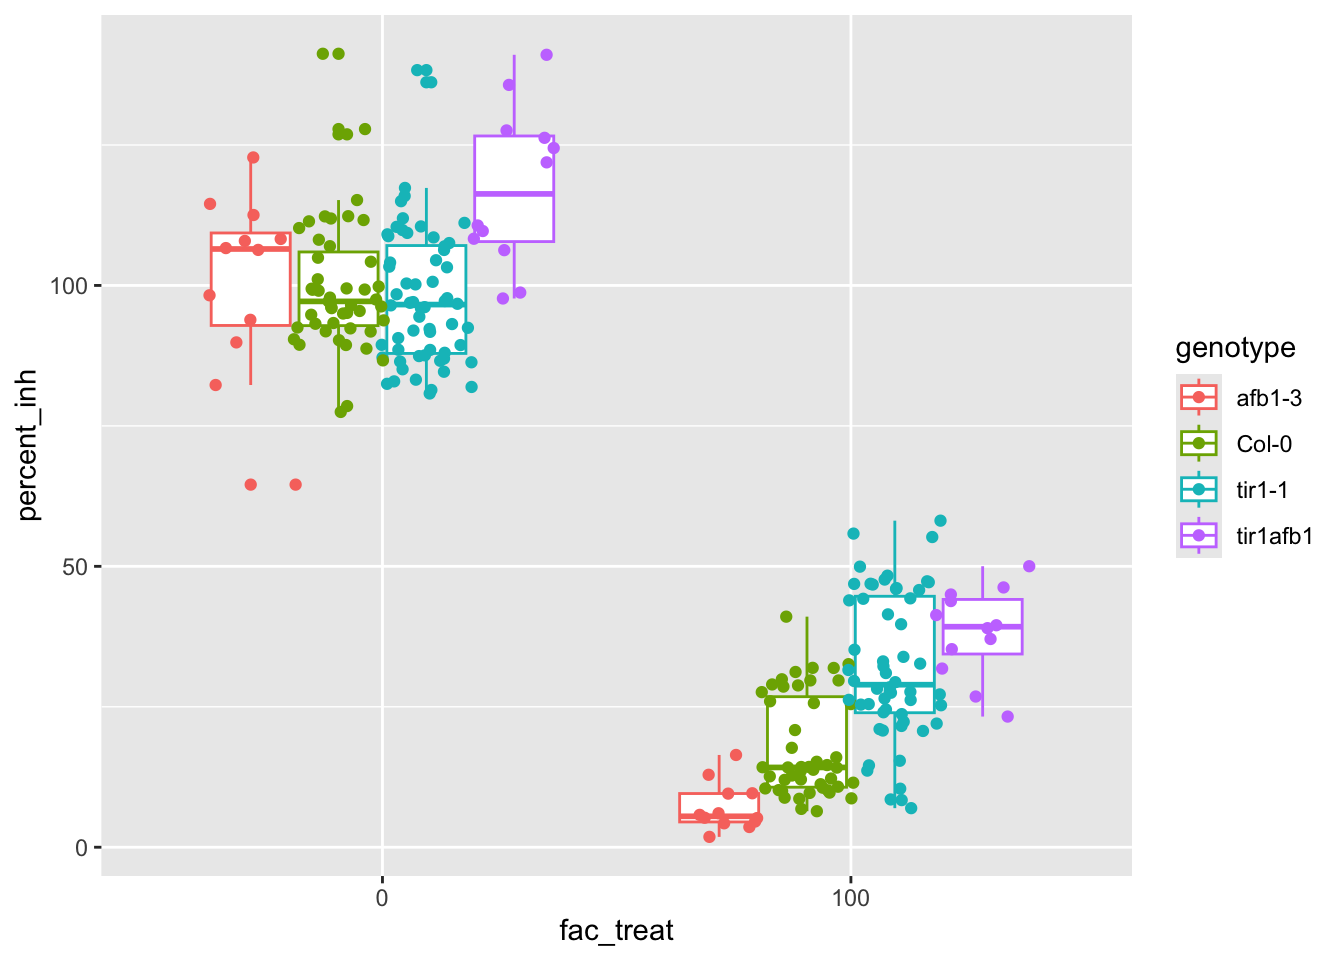 percent_inh
100
50
0
0
100
fac_treat
genotype
afb1-3
Col-0
tir1-1
tir1afb1